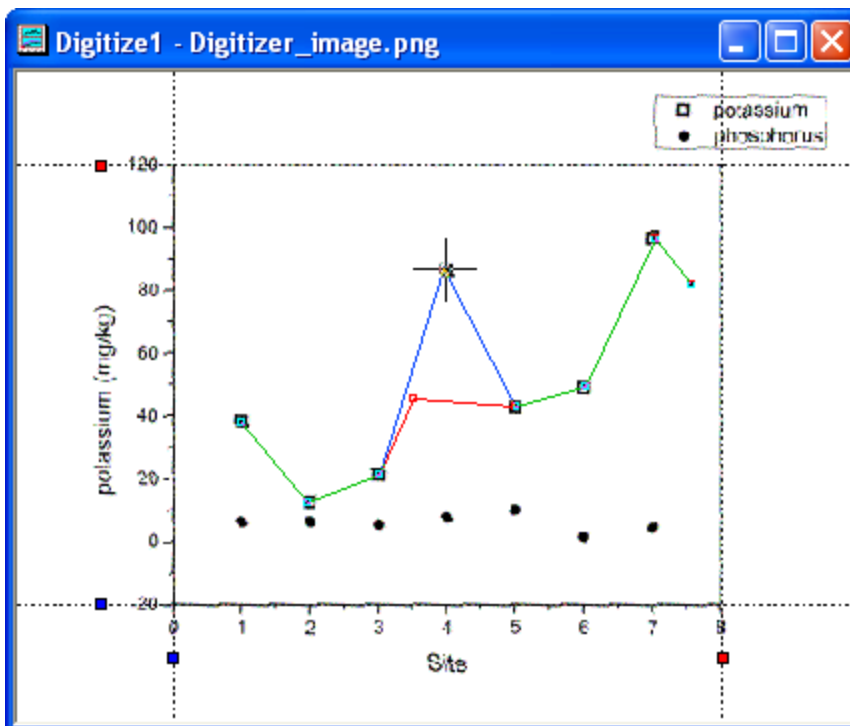 Digitize1 - Digitizer_image.png
potassium
phosphorus
120
100
80
60
40
20
0
-20
potassium (mg/kg)
0 1 2 3 4 5 6 7 8
Site